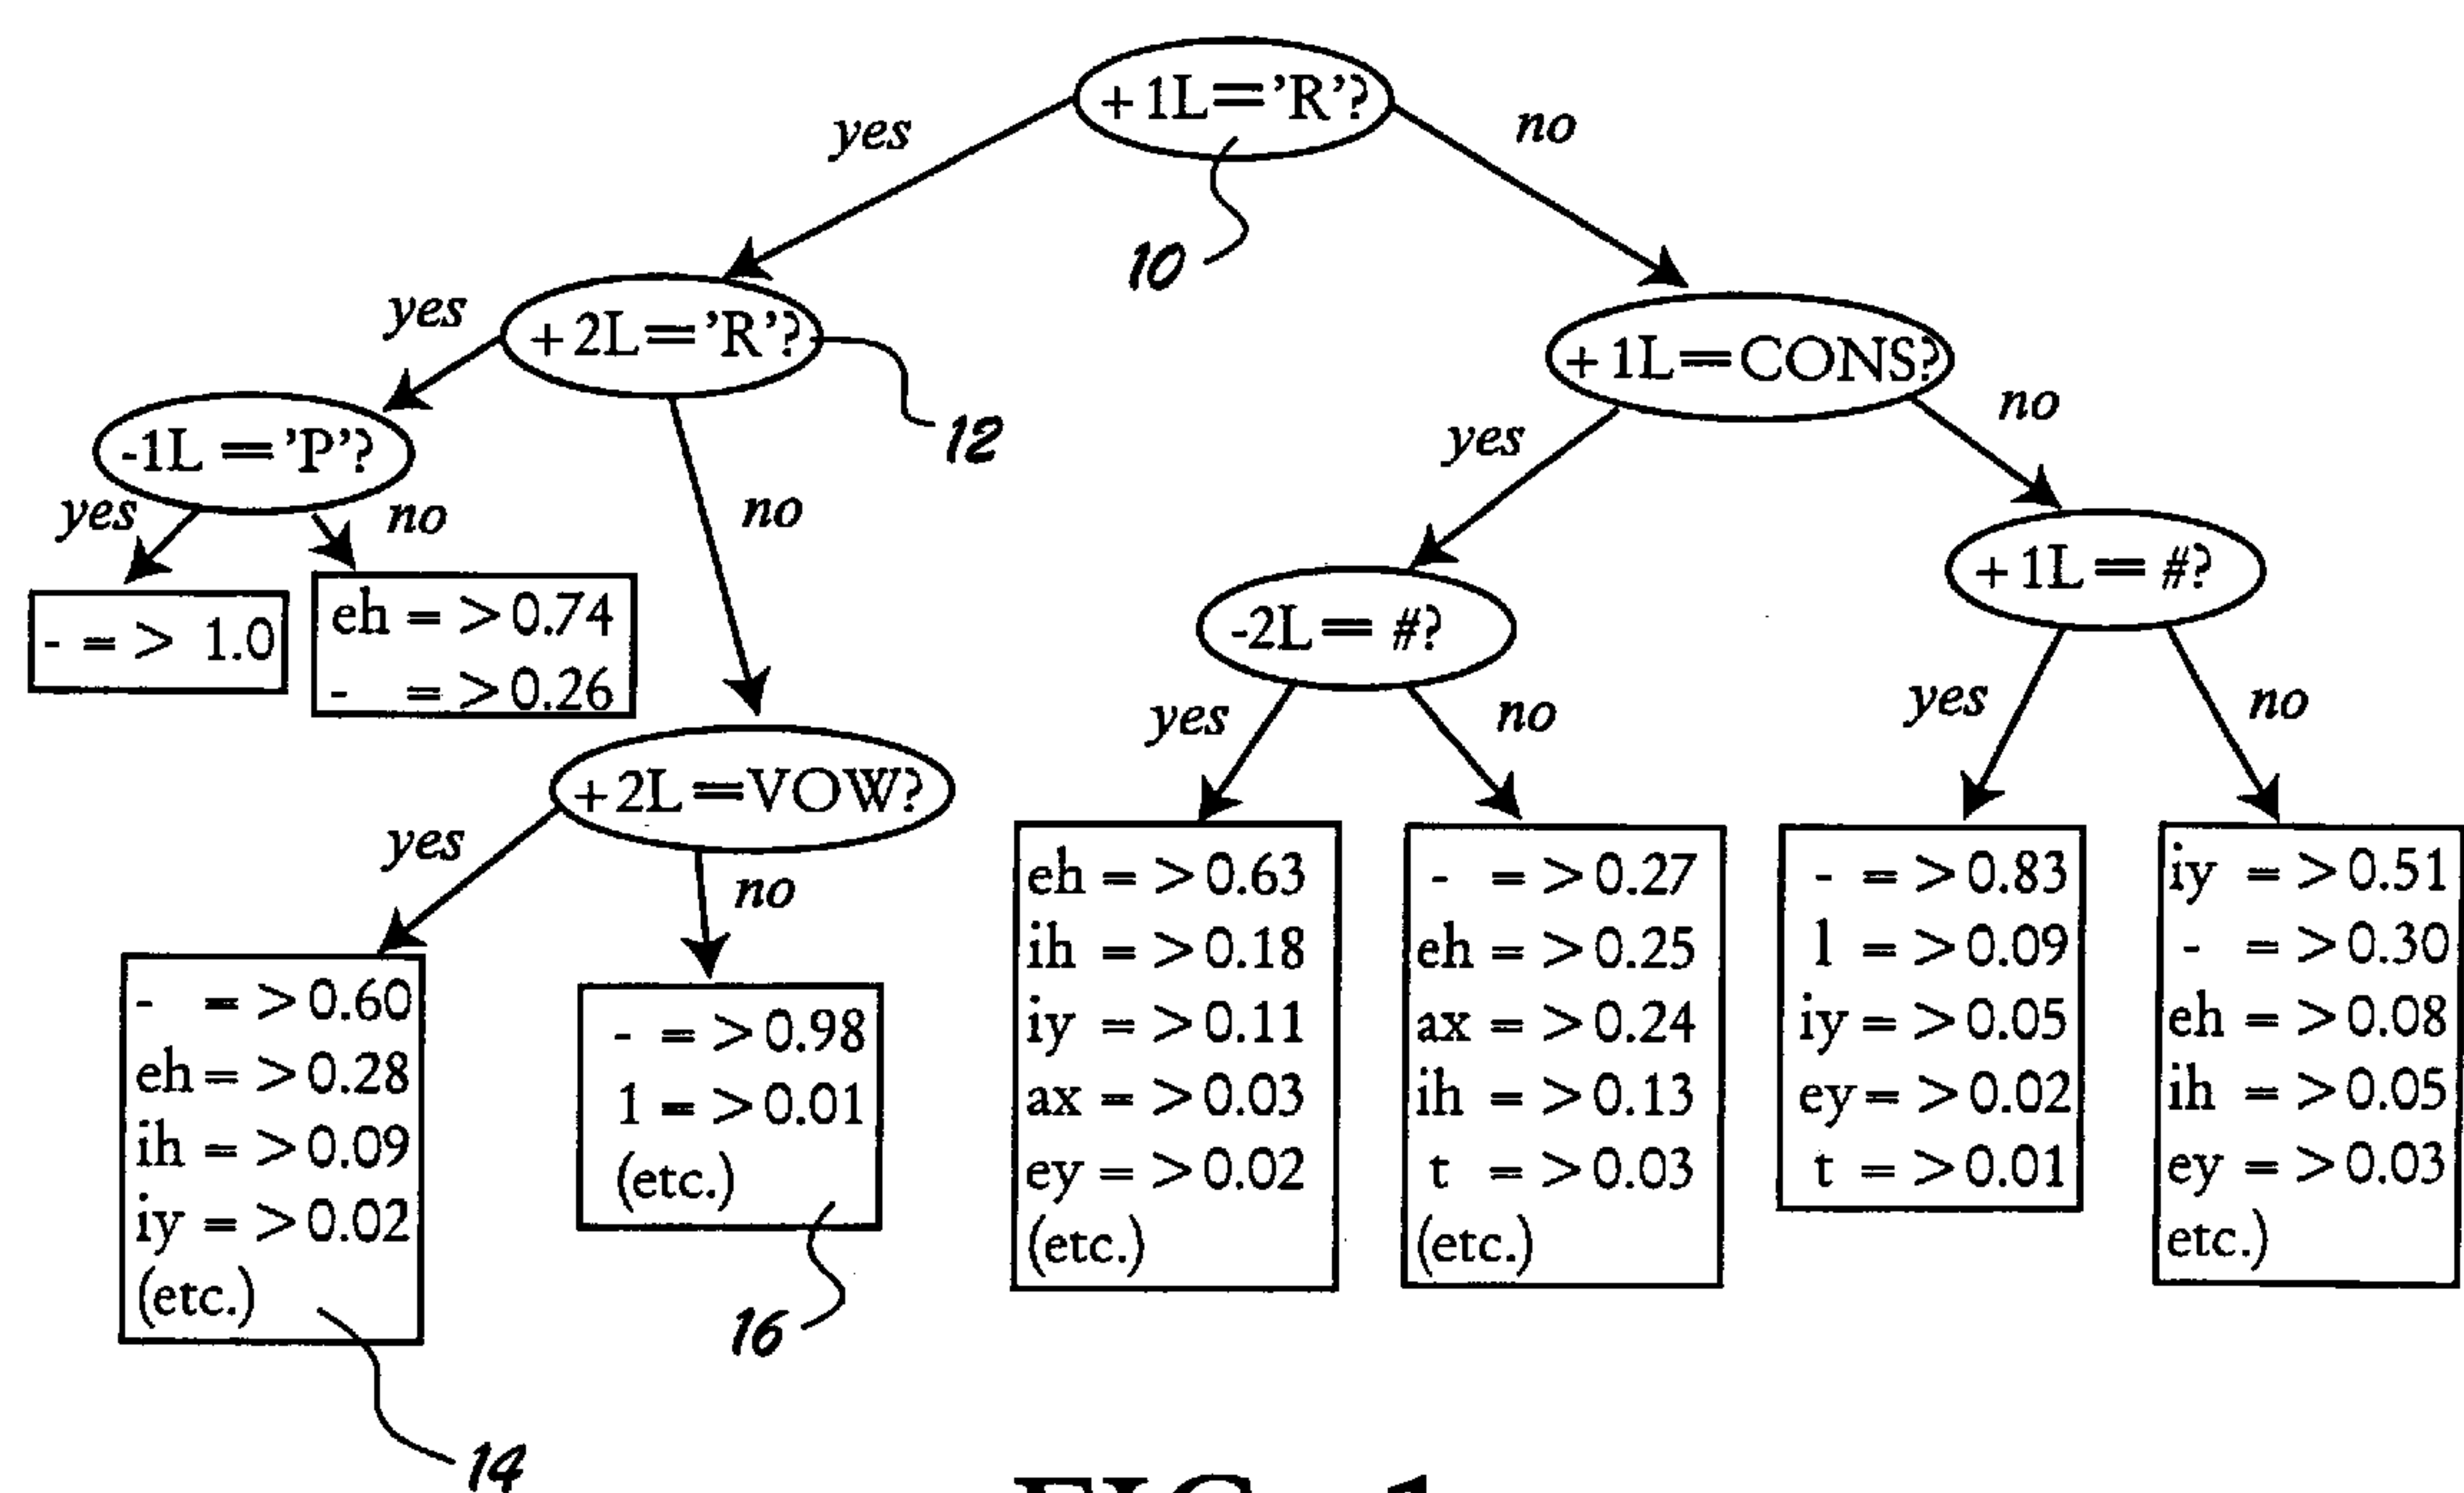 +1L=='R'?
yes
no
10
+2L=='R'?
yes
12
+1L==CONS?
no
yes
-1L =='P'?
yes
no
no
+1L== #?
-2L== #?
- => 1.0
eh =>0.74
- =>0.26
yes
no
yes
no
+2L==VOW?
yes
no
eh =>0.63
ih =>0.18
iy =>0.11
ax =>0.03
ey =>0.02
(etc.)
- =>0.27
eh =>0.25
ax =>0.24
ih =>0.13
t =>0.03
(etc.)
- =>0.83
l =>0.09
iy =>0.05
ey =>0.02
t =>0.01
iy =>0.51
- =>0.30
eh =>0.08
ih =>0.05
ey =>0.03
etc.)
- =>0.60
eh =>0.28
ih =>0.09
iy =>0.02
(etc.)
- =>0.98
1 =>0.01
(etc.)
16
14
FIG. 1